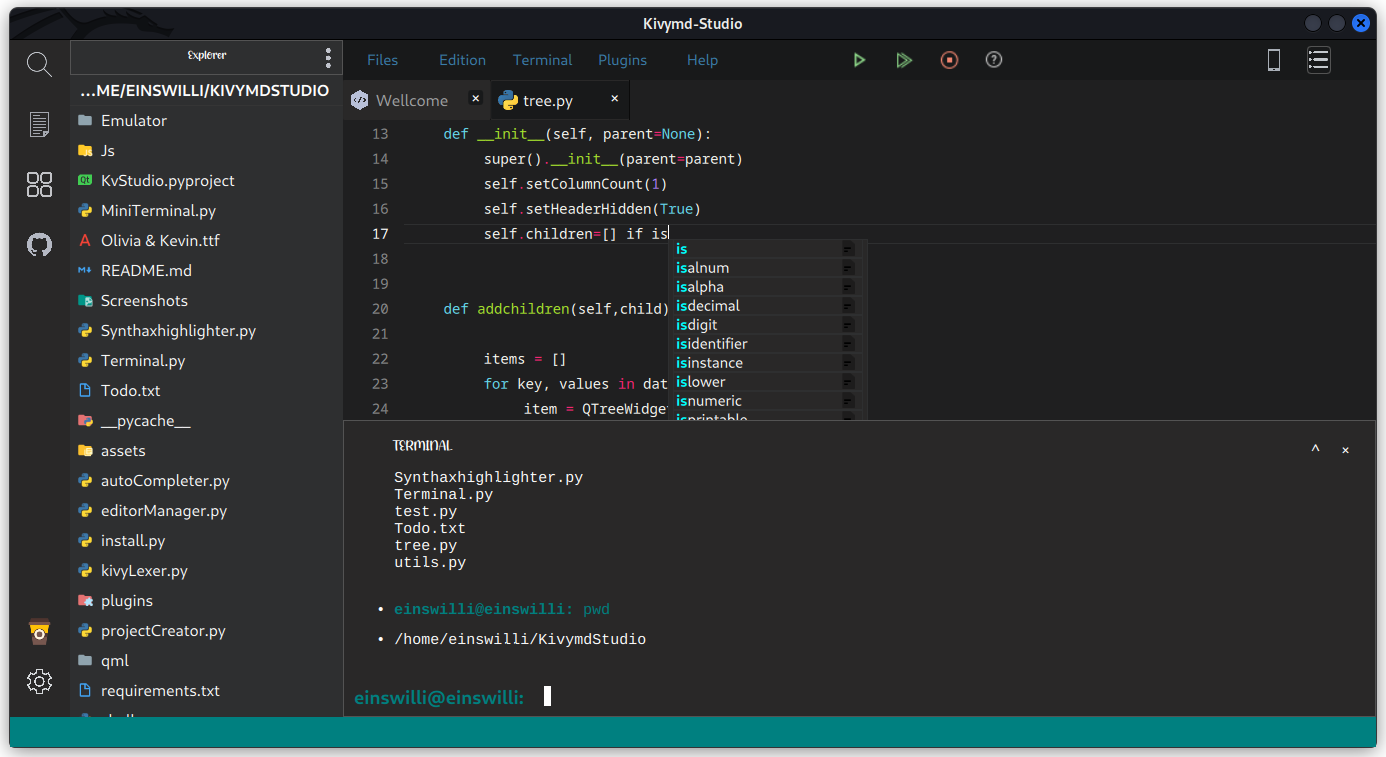 Kivymd-Studio
Explorer
Files Edition Terminal Plugins Help
...ME/EINSWILLI/KIVYMDSTUDIO
Emulator
Js
KvStudio.pyproject
MiniTerminal.py
Olivia & Kevin.ttf
README.md
Screenshots
Synthaxhighlighter.py
Terminal.py
Todo.txt
__pycache__
assets
autoCompleter.py
editorManager.py
install.py
kivyLexer.py
plugins
projectCreator.py
qml
requirements.txt
Wellcome × tree.py ×
13 def __init__(self, parent=None):
14 super().__init__(parent=parent)
15 self.setColumnCount(1)
16 self.setHeaderHidden(True)
17 self.children=[] if is
18
19
20 def addchildren(self,child)
21
22 items = []
23 for key, values in dat
24 item = QTreeWidget
is
isalnum
isalpha
isdecimal
isdigit
isidentifier
isinstance
islower
isnumeric
isprintable
TERMINAL
Synthaxhighlighter.py
Terminal.py
test.py
Todo.txt
tree.py
utils.py
• einswilli@einswilli: pwd
• /home/einswilli/KivymdStudio
einswilli@einswilli: